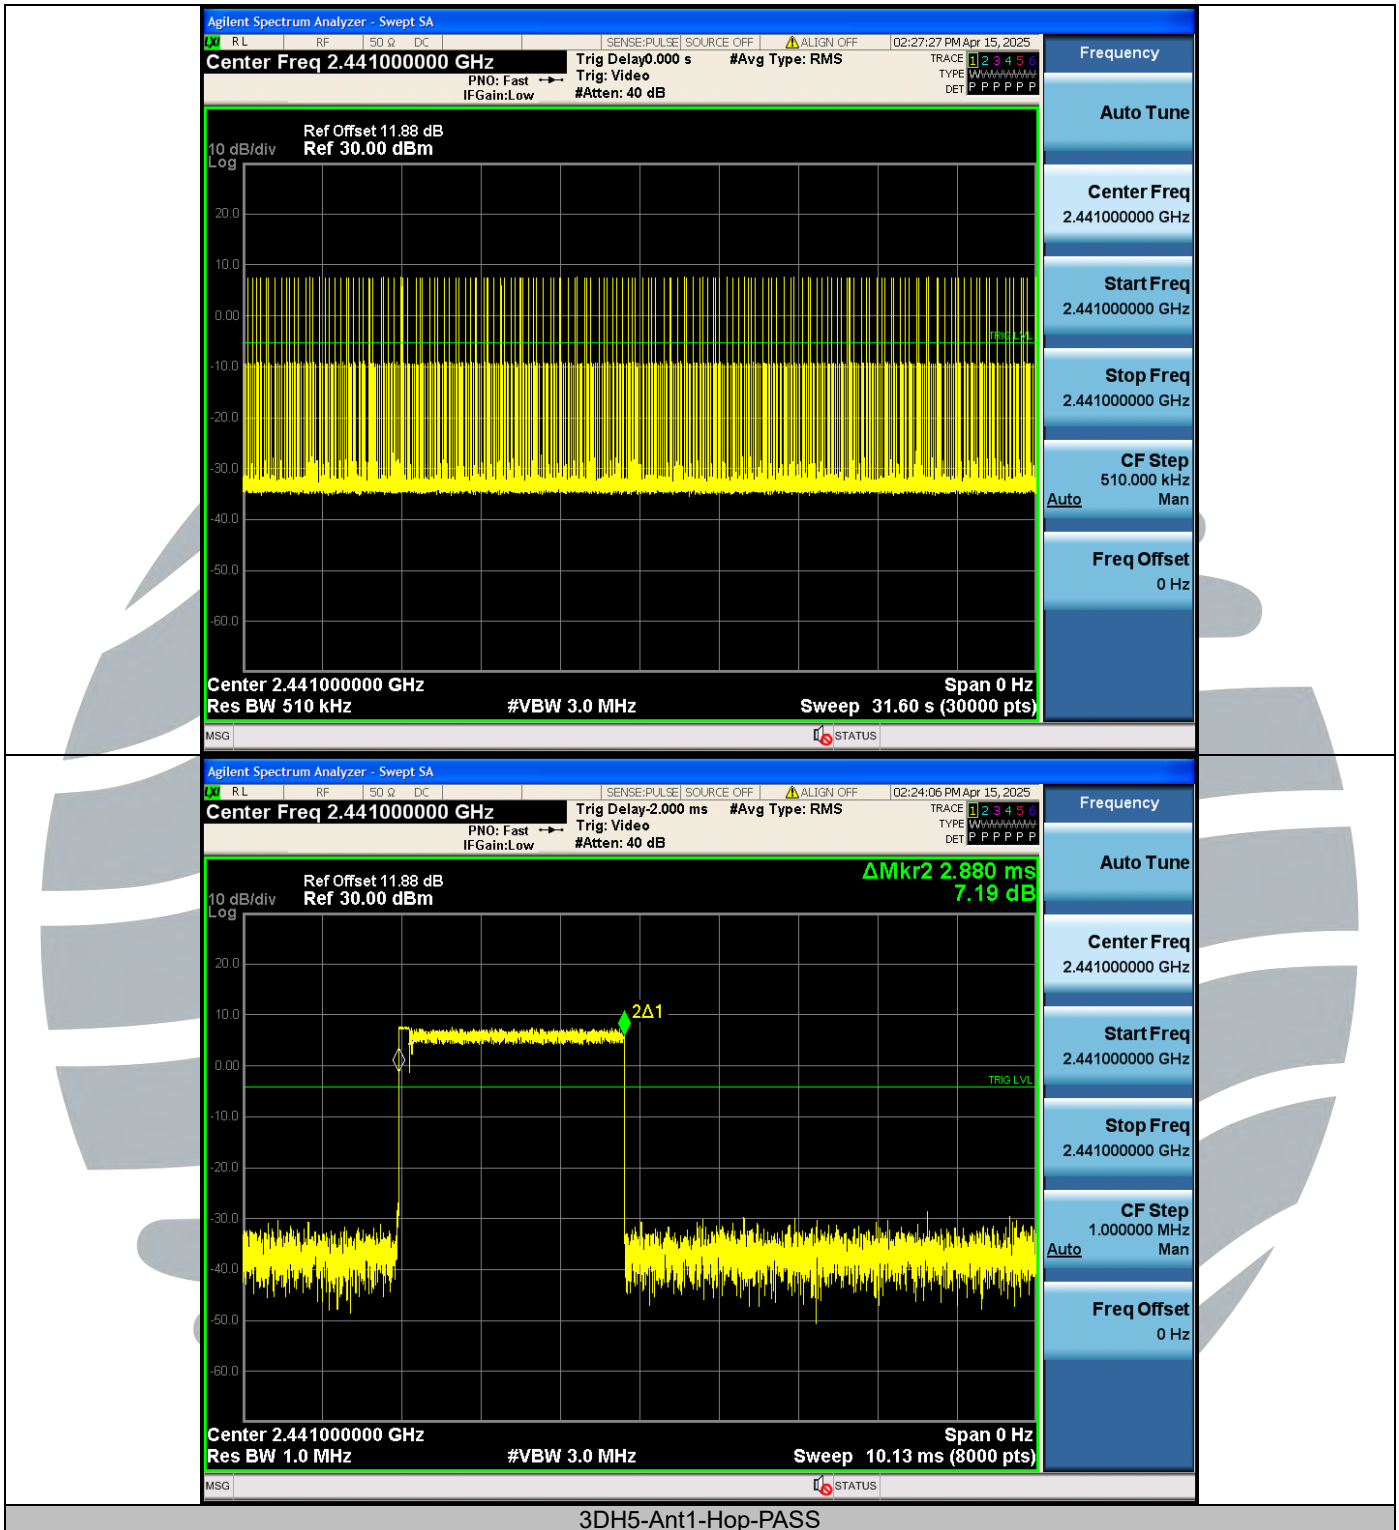 Agilent Spectrum Analyzer - Swept SA
LXI RL RF 50 Ω DC SENSE:PULSE SOURCE OFF ALIGN OFF 02:27:27 PM Apr 15, 2025
Center Freq 2.441000000 GHz
PNO: Fast
IFGain:Low
Trig Delay0.000 s #Avg Type: RMS
Trig: Video
#Atten: 40 dB
TRACE 1 2 3 4 5 6
TYPE WWWWWW
DET P P P P P P
Ref Offset 11.88 dB
10 dB/div Ref 30.00 dBm
Log
20.0
10.0
0.00
TRIG LVL
-10.0
-20.0
-30.0
-40.0
-50.0
-60.0
Center 2.441000000 GHz Span 0 Hz
Res BW 510 kHz #VBW 3.0 MHz Sweep 31.60 s (30000 pts)
MSG STATUS
Frequency
Auto Tune
Center Freq
2.441000000 GHz
Start Freq
2.441000000 GHz
Stop Freq
2.441000000 GHz
CF Step
510.000 kHz
Auto Man
Freq Offset
0 Hz
Agilent Spectrum Analyzer - Swept SA
LXI RL RF 50 Ω DC SENSE:PULSE SOURCE OFF ALIGN OFF 02:24:06 PM Apr 15, 2025
Center Freq 2.441000000 GHz
PNO: Fast
IFGain:Low
Trig Delay-2.000 ms #Avg Type: RMS
Trig: Video
#Atten: 40 dB
TRACE 1 2 3 4 5 6
TYPE WWWWWW
DET P P P P P P
ΔMkr2 2.880 ms
7.19 dB
Ref Offset 11.88 dB
10 dB/div Ref 30.00 dBm
Log
20.0
10.0
2Δ1
0.00
TRIG LVL
-10.0
-20.0
-30.0
-40.0
-50.0
-60.0
Center 2.441000000 GHz Span 0 Hz
Res BW 1.0 MHz #VBW 3.0 MHz Sweep 10.13 ms (8000 pts)
MSG STATUS
Frequency
Auto Tune
Center Freq
2.441000000 GHz
Start Freq
2.441000000 GHz
Stop Freq
2.441000000 GHz
CF Step
1.000000 MHz
Auto Man
Freq Offset
0 Hz
3DH5-Ant1-Hop-PASS